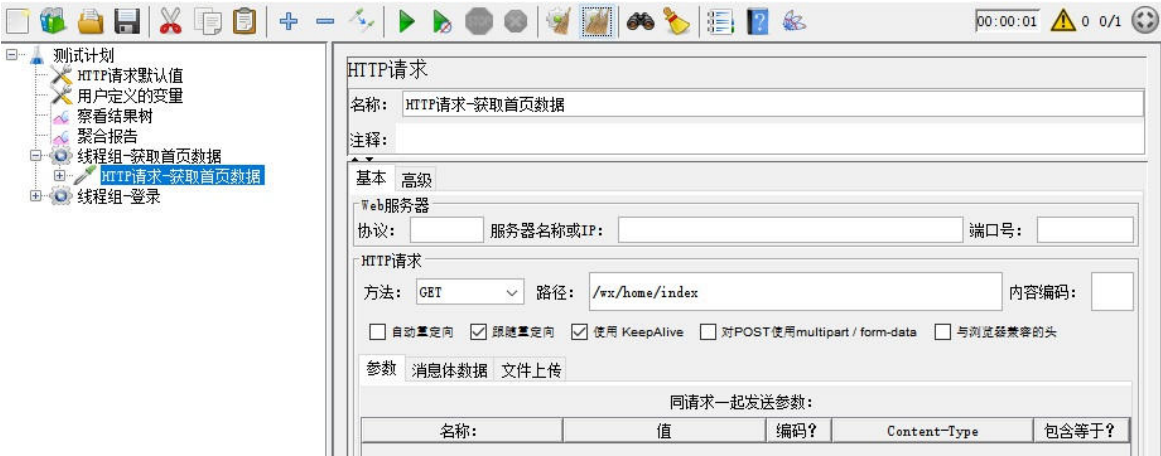 00:00:01 0 0/1
测试计划
HTTP请求默认值
用户定义的变量
察看结果树
聚合报告
线程组-获取首页数据
HTTP请求-获取首页数据
线程组-登录
HTTP请求
名称: HTTP请求-获取首页数据
注释:
基本 高级
Web服务器
协议: 服务器名称或IP: 端口号:
HTTP请求
方法: GET 路径: /wx/home/index 内容编码:
自动重定向 跟随重定向 使用 KeepAlive 对POST使用multipart / form-data 与浏览器兼容的头
参数 消息体数据 文件上传
同请求一起发送参数:
名称: 值 编码? Content-Type 包含等于?